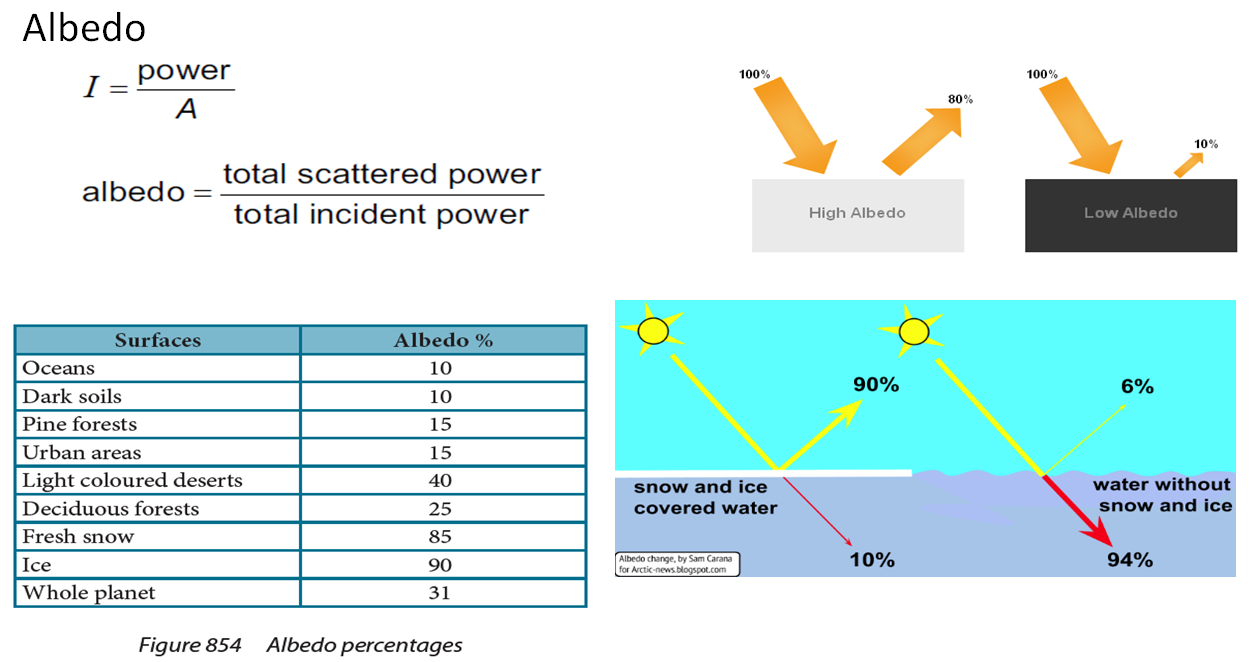 Albedo
I = power / A
albedo = total scattered power / total incident power
100%
80%
High Albedo
100%
10%
Low Albedo
Surfaces Albedo %
Oceans 10
Dark soils 10
Pine forests 15
Urban areas 15
Light coloured deserts 40
Deciduous forests 25
Fresh snow 85
Ice 90
Whole planet 31
Figure 854 Albedo percentages
90%
6%
snow and ice
covered water
water without
snow and ice
10%
94%
Albedo change, by Sam Carana
for Arctic-news.blogspot.com